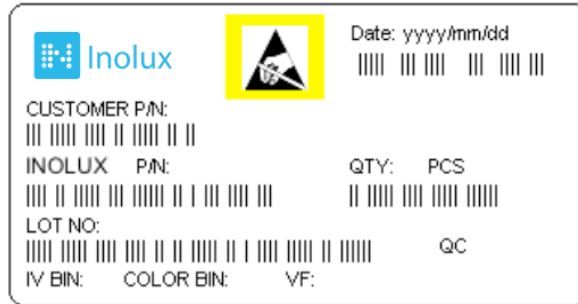 Inolux
Date: yyyy/mm/dd
CUSTOMER P/N:
INOLUX P/N:
QTY: PCS
LOT NO:
QC
IV BIN: COLOR BIN: VF: